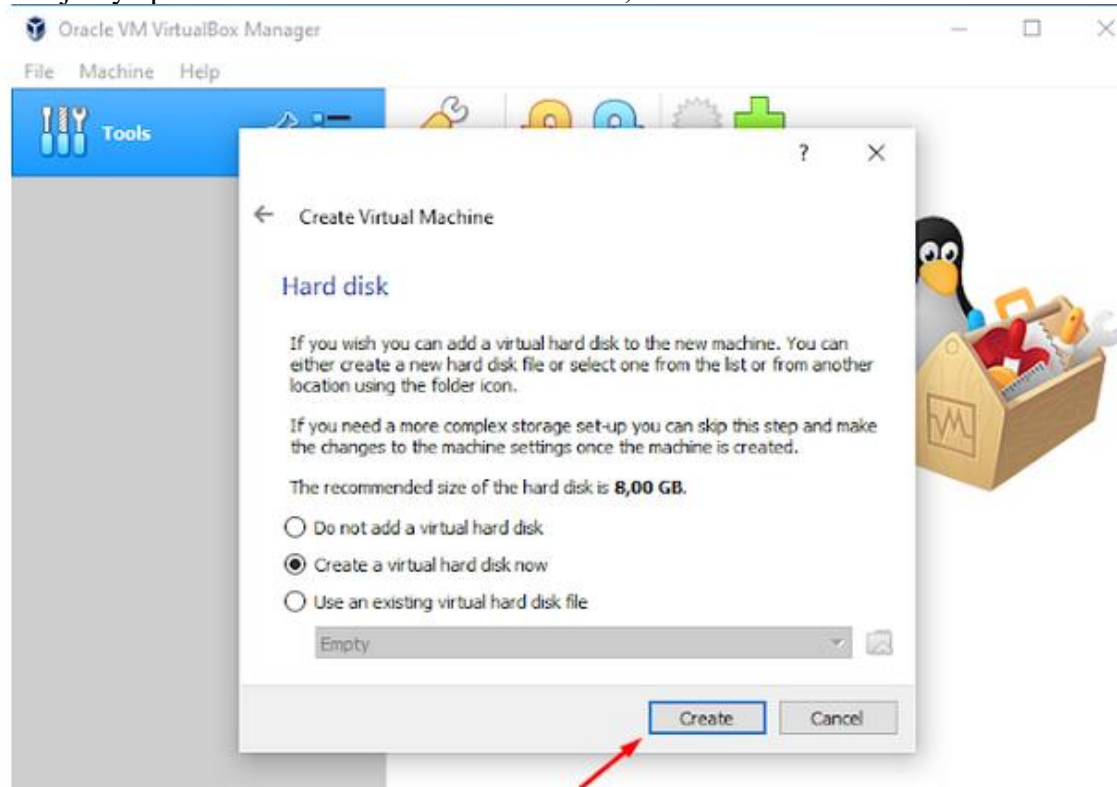 Oracle VM VirtualBox Manager
File Machine Help
Tools
? ×
← Create Virtual Machine
Hard disk
If you wish you can add a virtual hard disk to the new machine. You can
either create a new hard disk file or select one from the list or from another
location using the folder icon.
If you need a more complex storage set-up you can skip this step and make
the changes to the machine settings once the machine is created.
The recommended size of the hard disk is 8,00 GB.
Do not add a virtual hard disk
Create a virtual hard disk now
Use an existing virtual hard disk file
Empty
Create Cancel